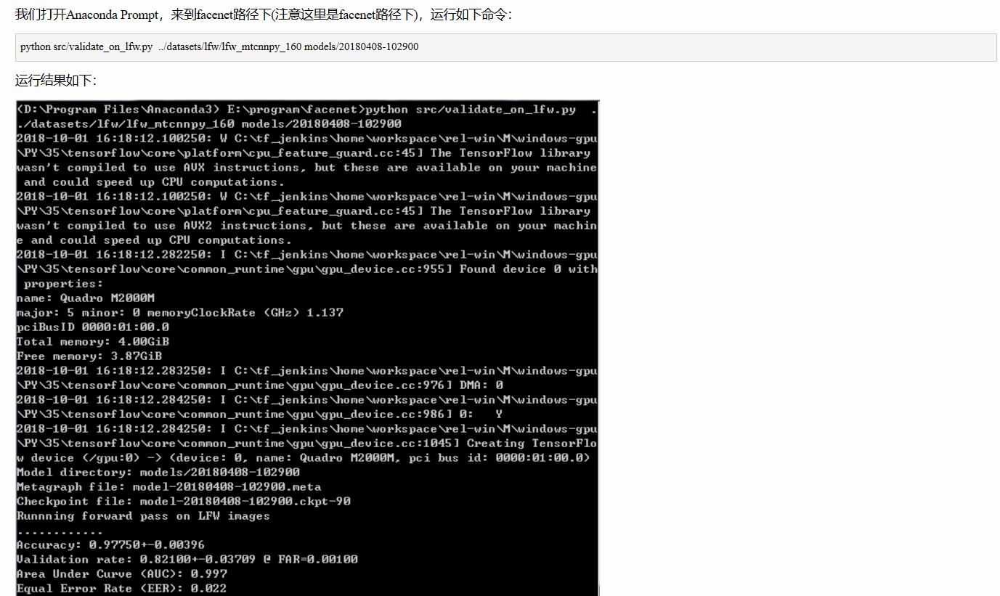 我们打开Anaconda Prompt，来到facenet路径下(注意这里是facenet路径下)，运行如下命令：
python src/validate_on_lfw.py  ../datasets/lfw/lfw_mtcnnpy_160 models/20180408-102900
运行结果如下：
(D:\Program Files\Anaconda3) E:\program\facenet>python src/validate_on_lfw.py  .
./datasets/lfw/lfw_mtcnnpy_160 models/20180408-102900
2018-10-01 16:18:12.100250: W C:\tf_jenkins\home\workspace\rel-win\M\windows-gpu
\PY\35\tensorflow\core\platform\cpu_feature_guard.cc:45] The TensorFlow library
wasn't compiled to use AVX instructions, but these are available on your machine
 and could speed up CPU computations.
2018-10-01 16:18:12.100250: W C:\tf_jenkins\home\workspace\rel-win\M\windows-gpu
\PY\35\tensorflow\core\platform\cpu_feature_guard.cc:45] The TensorFlow library
wasn't compiled to use AVX2 instructions, but these are available on your machin
e and could speed up CPU computations.
2018-10-01 16:18:12.282250: I C:\tf_jenkins\home\workspace\rel-win\M\windows-gpu
\PY\35\tensorflow\core\common_runtime\gpu\gpu_device.cc:955] Found device 0 with
 properties:
name: Quadro M2000M
major: 5 minor: 0 memoryClockRate (GHz) 1.137
pciBusID 0000:01:00.0
Total memory: 4.00GiB
Free memory: 3.87GiB
2018-10-01 16:18:12.283250: I C:\tf_jenkins\home\workspace\rel-win\M\windows-gpu
\PY\35\tensorflow\core\common_runtime\gpu\gpu_device.cc:976] DMA: 0
2018-10-01 16:18:12.284250: I C:\tf_jenkins\home\workspace\rel-win\M\windows-gpu
\PY\35\tensorflow\core\common_runtime\gpu\gpu_device.cc:986] 0:   Y
2018-10-01 16:18:12.284250: I C:\tf_jenkins\home\workspace\rel-win\M\windows-gpu
\PY\35\tensorflow\core\common_runtime\gpu\gpu_device.cc:1045] Creating TensorFlo
w device (/gpu:0) -> (device: 0, name: Quadro M2000M, pci bus id: 0000:01:00.0)
Model directory: models/20180408-102900
Metagraph file: model-20180408-102900.meta
Checkpoint file: model-20180408-102900.ckpt-90
Runnning forward pass on LFW images
............
Accuracy: 0.97750+-0.00396
Validation rate: 0.82100+-0.03709 @ FAR=0.00100
Area Under Curve (AUC): 0.997
Equal Error Rate (EER): 0.022